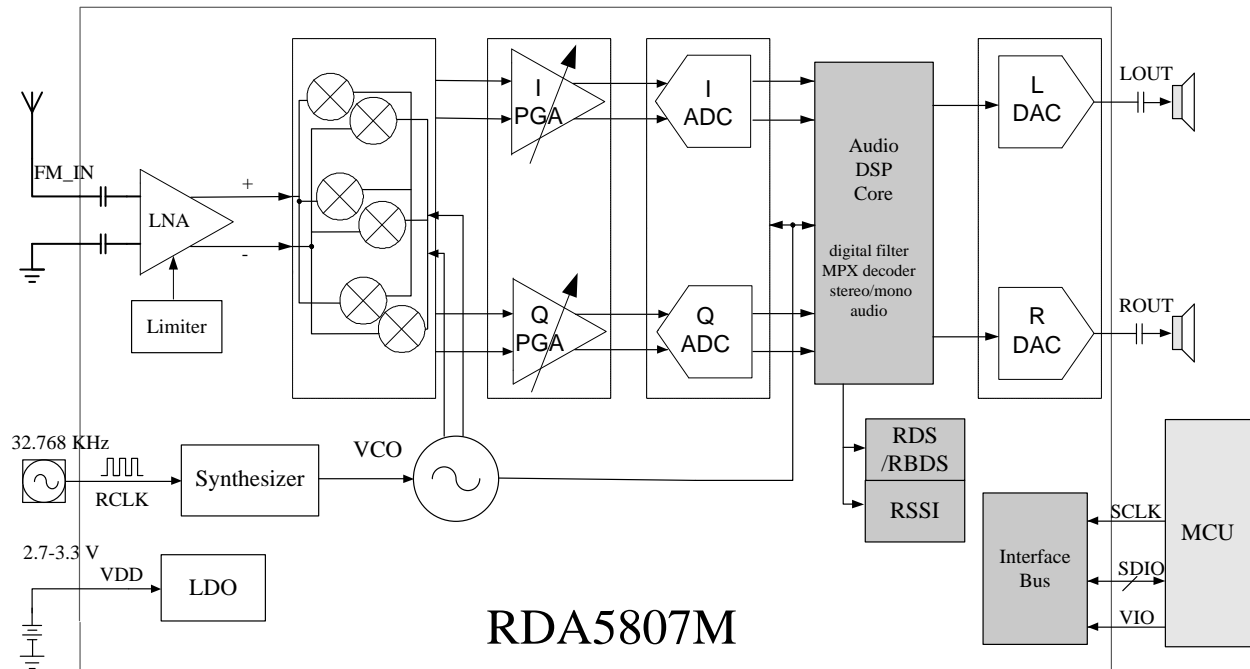 FM_IN
LNA
+
-
Limiter
I
PGA
Q
PGA
I
ADC
Q
ADC
Audio
DSP
Core
digital filter
MPX decoder
stereo/mono
audio
L
DAC
R
DAC
LOUT
ROUT
32.768 KHz
RCLK
Synthesizer
VCO
RDS
/RBDS
RSSI
2.7-3.3 V
VDD
LDO
Interface
Bus
SCLK
SDIO
VIO
MCU
RDA5807M